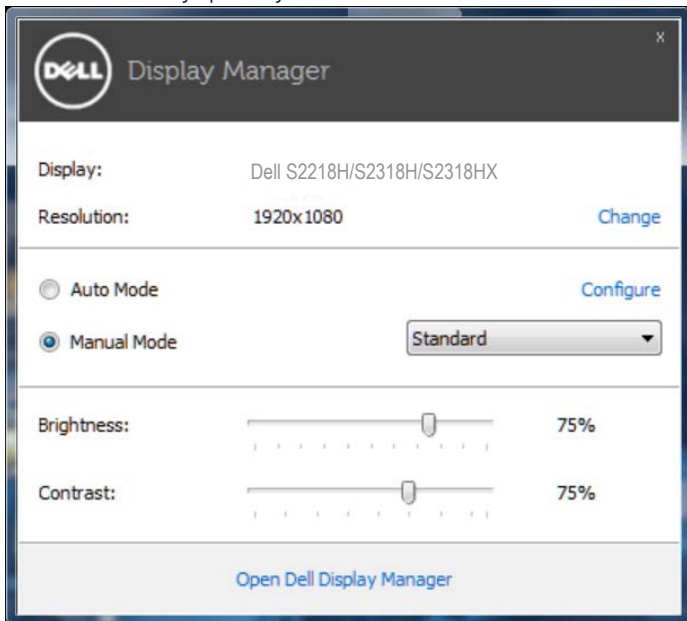 x
DELL Display Manager
Display: Dell S2218H/S2318H/S2318HX
Resolution: 1920x1080 Change
Auto Mode Configure
Manual Mode Standard
Brightness: 75%
Contrast: 75%
Open Dell Display Manager